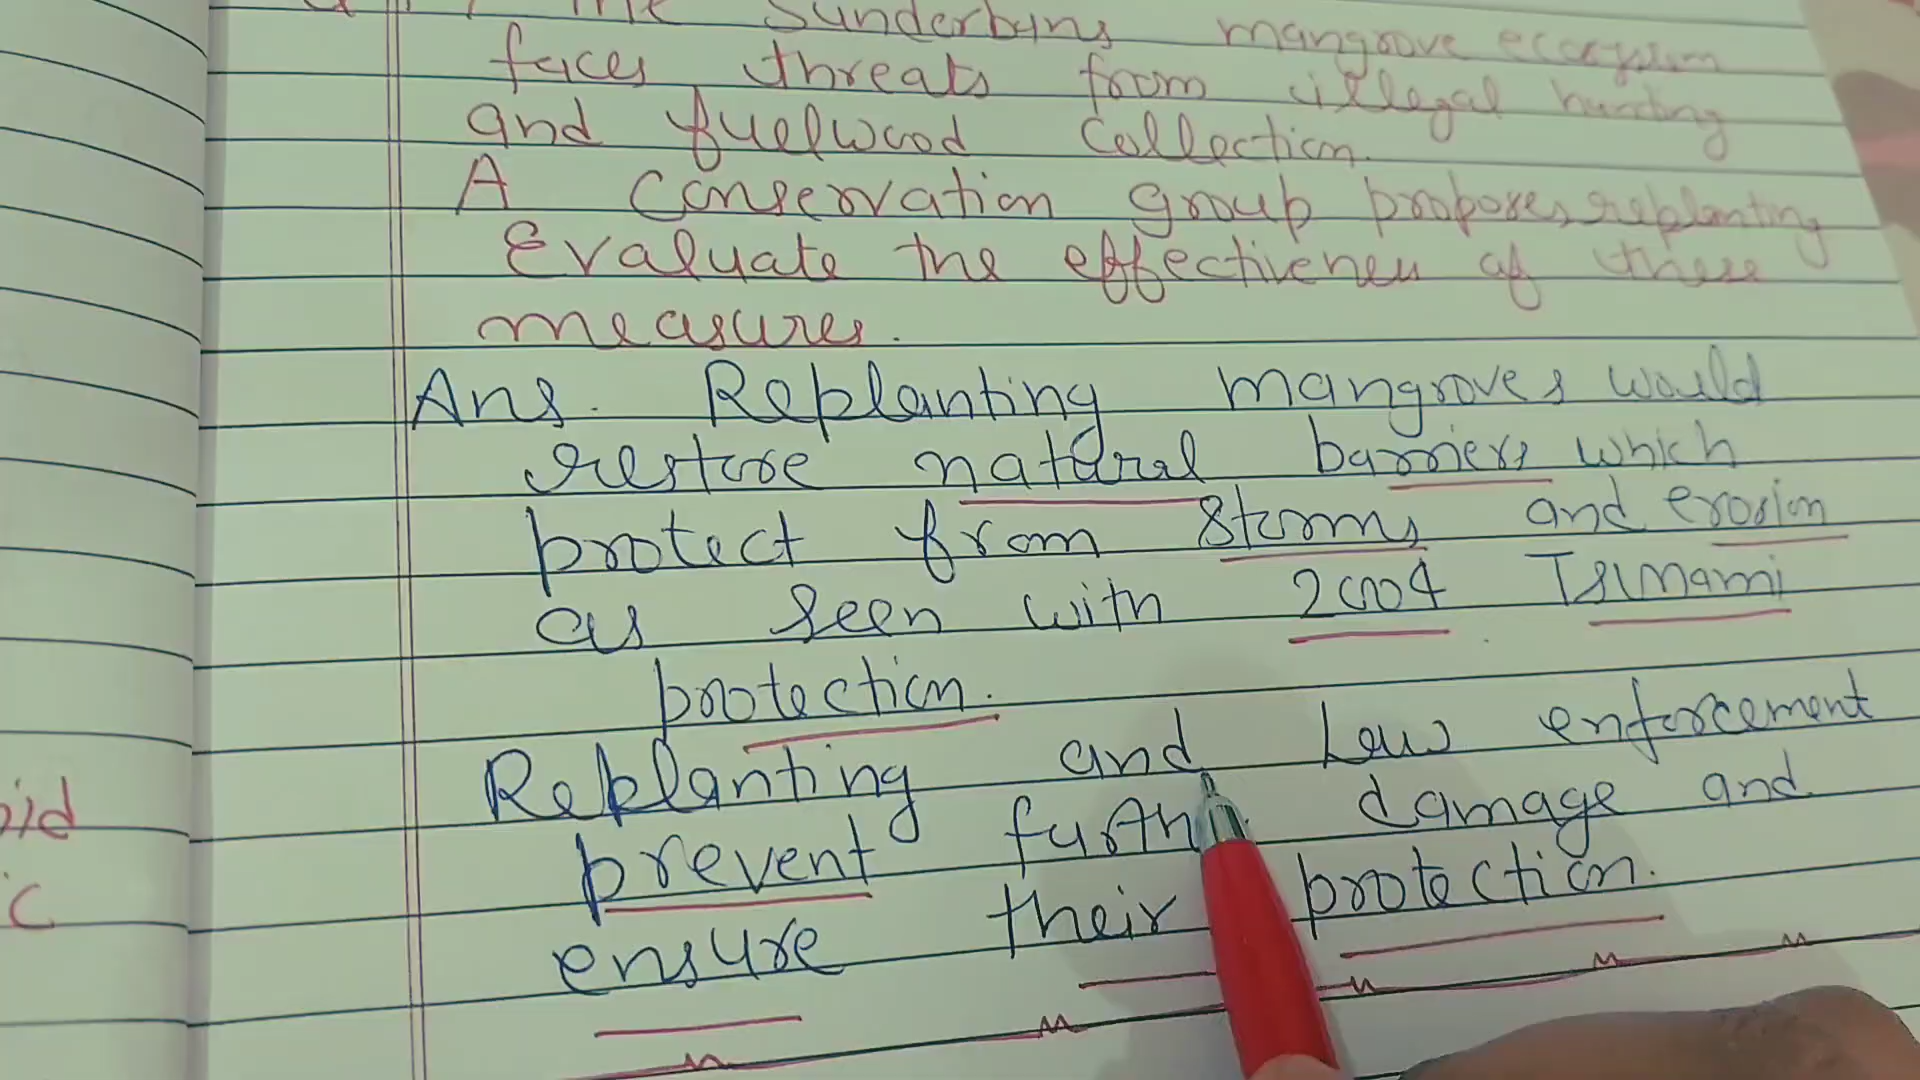 The Sunderbans mangrove ecosystem
faces threats from illegal hunting
and fuelwood collection.
A conservation group proposes replanting
Evaluate the effectiveness of these
measures.
Ans. Replanting mangroves would
restore natural barriers which
protect from storms and erosion
as seen with 2004 Tsunami
protection.
Replanting and Law enforcement
prevent furth damage and
ensure their protection.